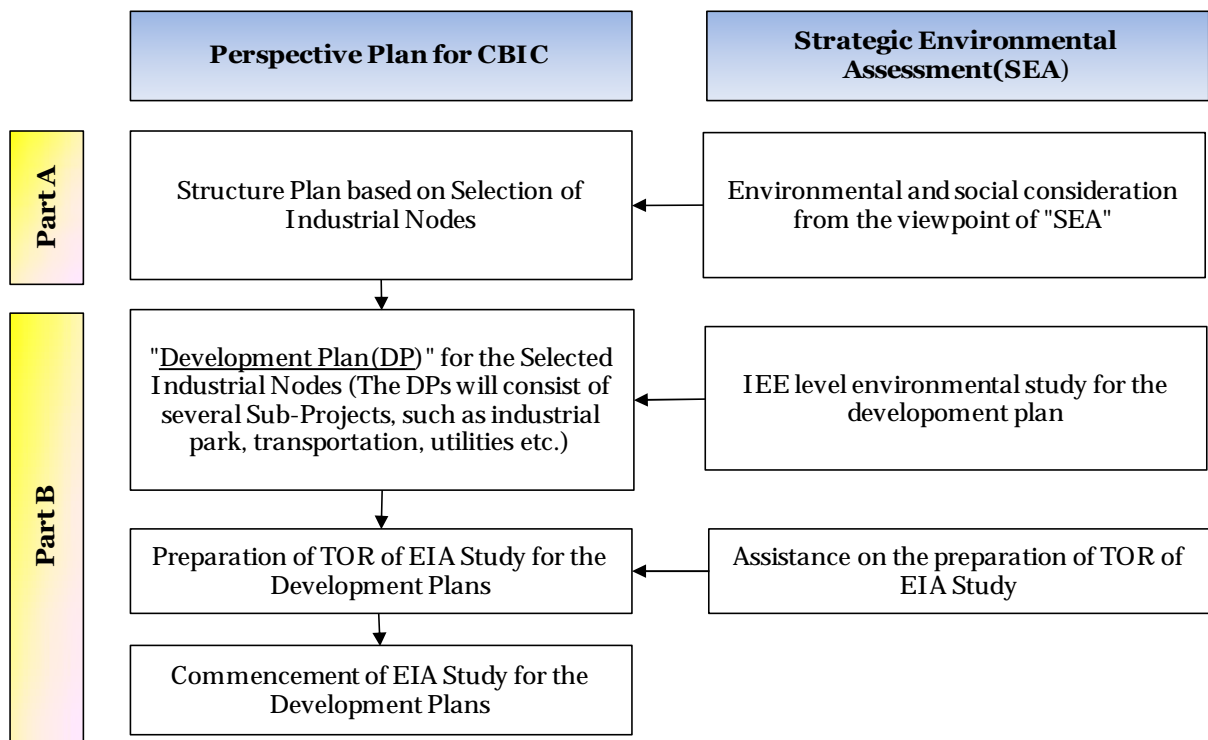 Perspective Plan for CBIC
Strategic Environmental
Assessment(SEA)
Part A
Structure Plan based on Selection of
Industrial Nodes
Environmental and social consideration
from the viewpoint of "SEA"
Part B
"Development Plan(DP)" for the Selected
Industrial Nodes (The DPs will consist of
several Sub-Projects, such as industrial
park, transportation, utilities etc.)
IEE level environmental study for the
developoment plan
Preparation of TOR of EIA Study for the
Development Plans
Assistance on the preparation of TOR of
EIA Study
Commencement of EIA Study for the
Development Plans